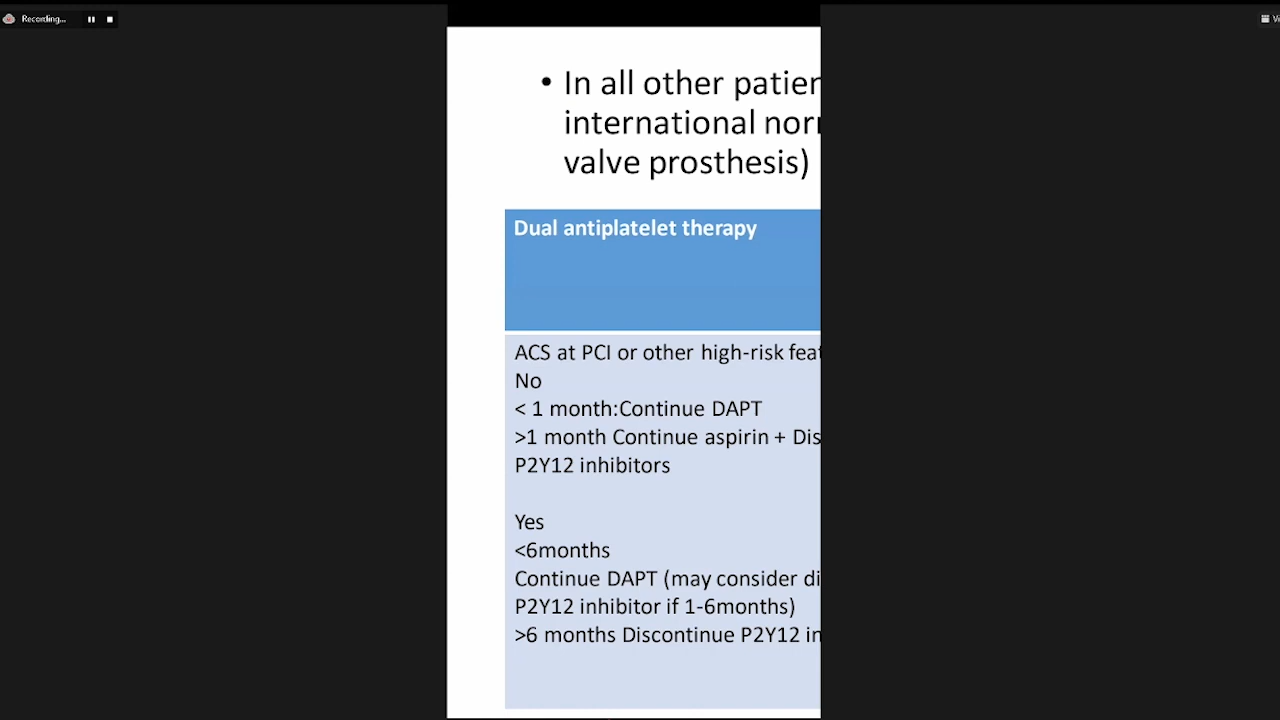 Recording...
• In all other patien
international nor
valve prosthesis)
Dual antiplatelet therapy
ACS at PCI or other high-risk feat
No
< 1 month:Continue DAPT
>1 month Continue aspirin + Dis
P2Y12 inhibitors
Yes
<6months
Continue DAPT (may consider di
P2Y12 inhibitor if 1-6months)
>6 months Discontinue P2Y12 in